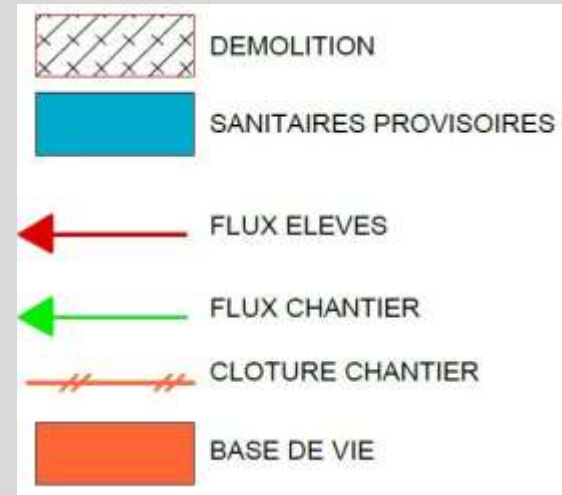 DEMOLITION
SANITAIRES PROVISOIRES
FLUX ELEVES
FLUX CHANTIER
CLOTURE CHANTIER
BASE DE VIE